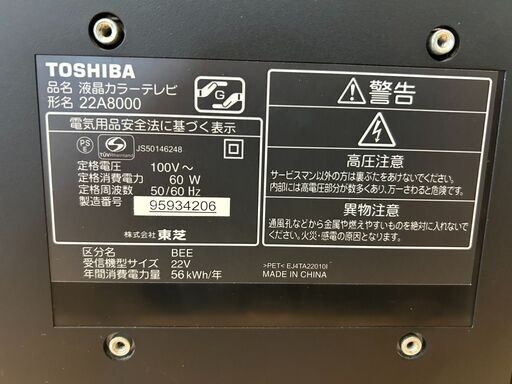 TOSHIBA
品名 液晶カラーテレビ
形名 22A8000
G
電気用品安全法に基づく表示
PS
E
S
TÜVRheinland
JS50146248
定格電圧 100V～
定格消費電力 60 W
定格周波数 50/60 Hz
製造番号 95934206
株式会社 東芝
区分名 BEE
受信機型サイズ 22V
年間消費電力量 56 kWh/年
警告
高圧注意
サービスマン以外の方は裏ぶたをあけないでください。
内部には高電圧部分が数多くあり、万一さわると危険です。
異物注意
通風孔などから金属や燃えやすいものを絶対に入れないで
ください。火災・感電の原因となります。
>PET< EJ4TA22010I
MADE IN CHINA